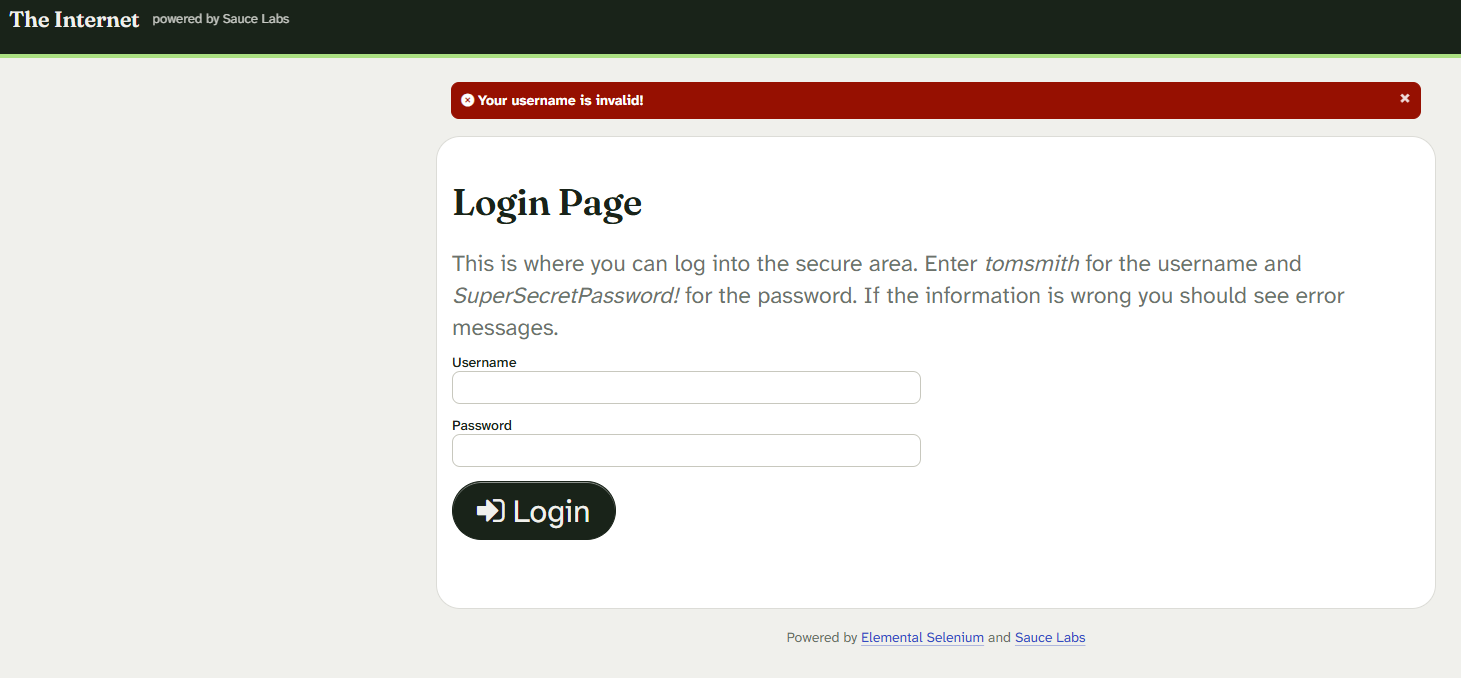 The Internet powered by Sauce Labs
Your username is invalid!
Login Page
This is where you can log into the secure area. Enter tomsmith for the username and
SuperSecretPassword! for the password. If the information is wrong you should see error
messages.
Username
Password
Login
Powered by Elemental Selenium and Sauce Labs